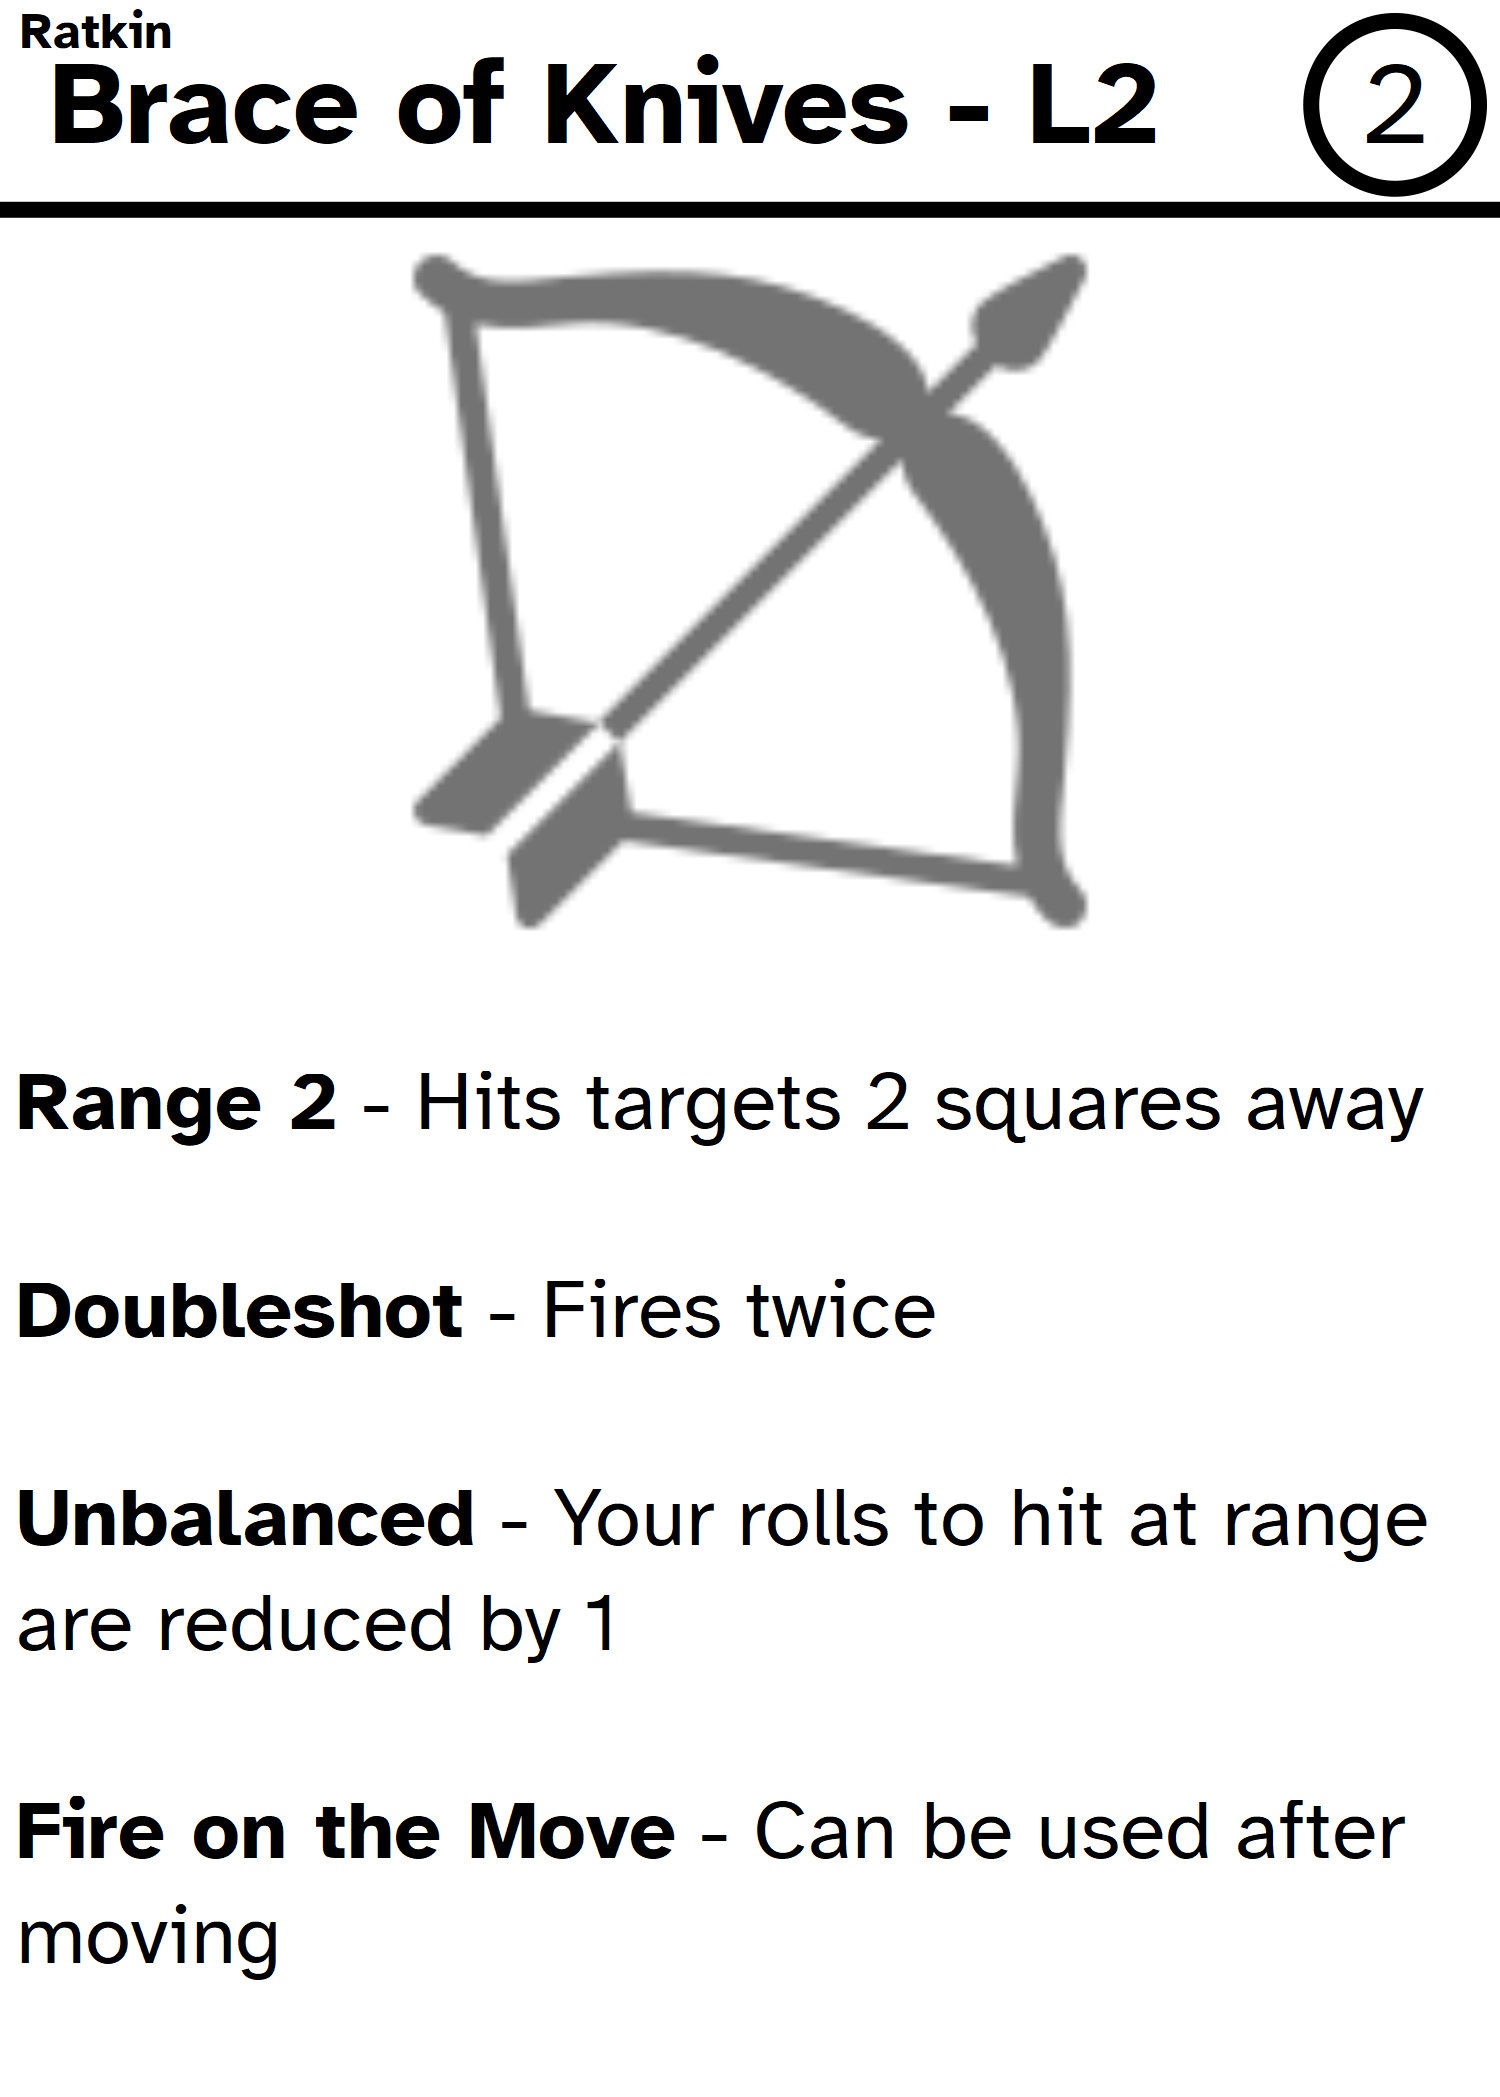 Ratkin
Brace of Knives - L2
2
Range 2 - Hits targets 2 squares away
Doubleshot - Fires twice
Unbalanced - Your rolls to hit at range
are reduced by 1
Fire on the Move - Can be used after
moving